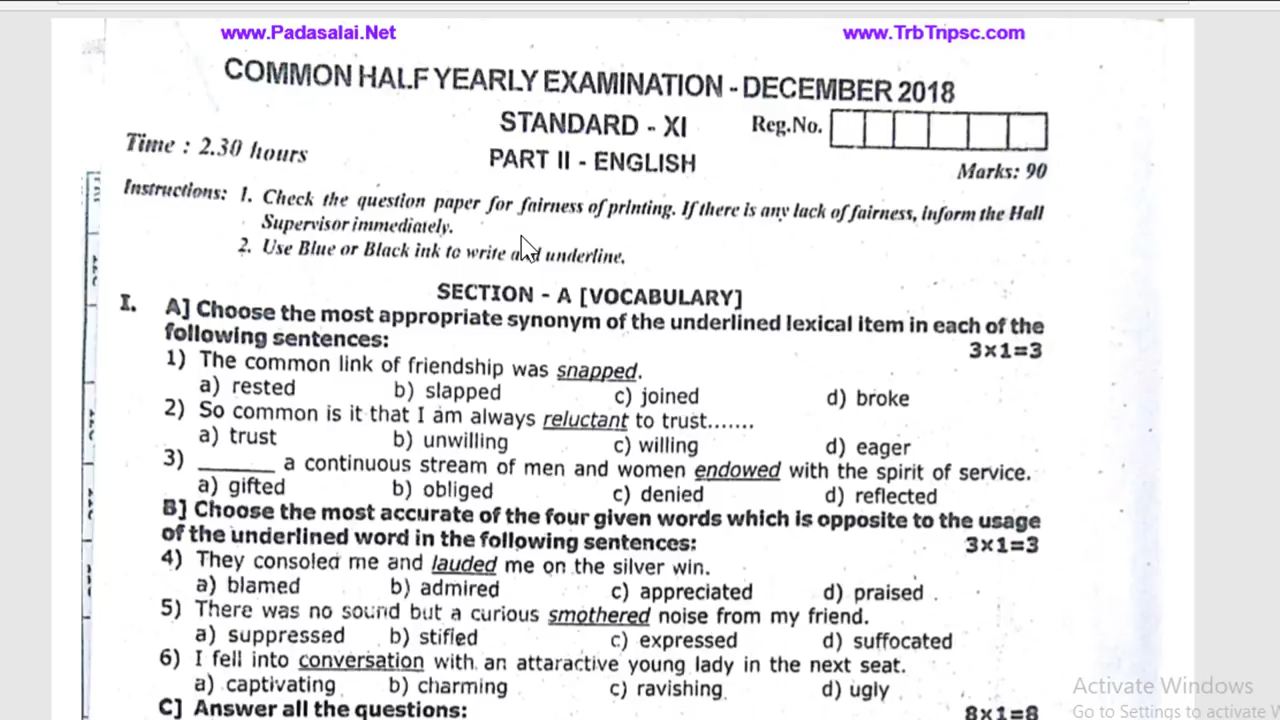 www.Padasalai.Net www.TrbTnpsc.com
COMMON HALF YEARLY EXAMINATION - DECEMBER 2018
STANDARD - XI Reg.No.
Time : 2.30 hours PART II - ENGLISH Marks: 90
Instructions: 1. Check the question paper for fairness of printing. If there is any lack of fairness, inform the Hall
Supervisor immediately.
2. Use Blue or Black ink to write and underline.
SECTION - A [VOCABULARY]
I. A] Choose the most appropriate synonym of the underlined lexical item in each of the
following sentences: 3x1=3
1) The common link of friendship was snapped.
a) rested b) slapped c) joined d) broke
2) So common is it that I am always reluctant to trust.......
a) trust b) unwilling c) willing d) eager
3) _______ a continuous stream of men and women endowed with the spirit of service.
a) gifted b) obliged c) denied d) reflected
B] Choose the most accurate of the four given words which is opposite to the usage
of the underlined word in the following sentences: 3x1=3
4) They consoled me and lauded me on the silver win.
a) blamed b) admired c) appreciated d) praised
5) There was no sound but a curious smothered noise from my friend.
a) suppressed b) stified c) expressed d) suffocated
6) I fell into conversation with an attaractive young lady in the next seat.
a) captivating b) charming c) ravishing d) ugly
C] Answer all the questions: 8x1=8
Activate Windows
Go to Settings to activate W